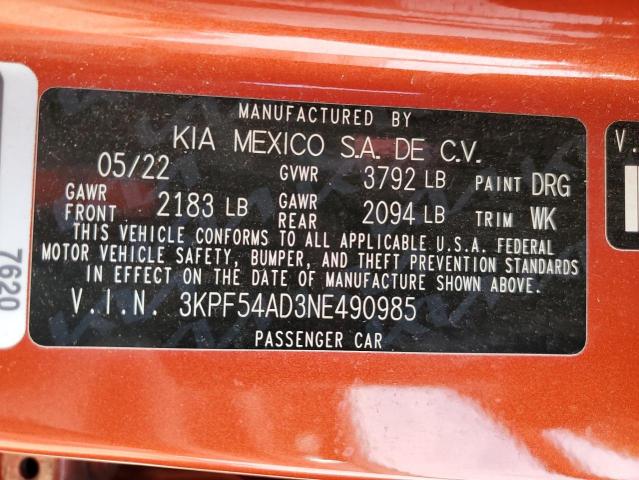 MANUFACTURED BY
KIA MEXICO S.A. DE C.V.
05/22 GVWR 3792 LB PAINT DRG
GAWR FRONT 2183 LB GAWR REAR 2094 LB TRIM WK
THIS VEHICLE CONFORMS TO ALL APPLICABLE U.S.A. FEDERAL
MOTOR VEHICLE SAFETY, BUMPER, AND THEFT PREVENTION STANDARDS
IN EFFECT ON THE DATE OF MANUFACTURE SHOWN ABOVE.
V.I.N. 3KPF54AD3NE490985
PASSENGER CAR
7620
V.